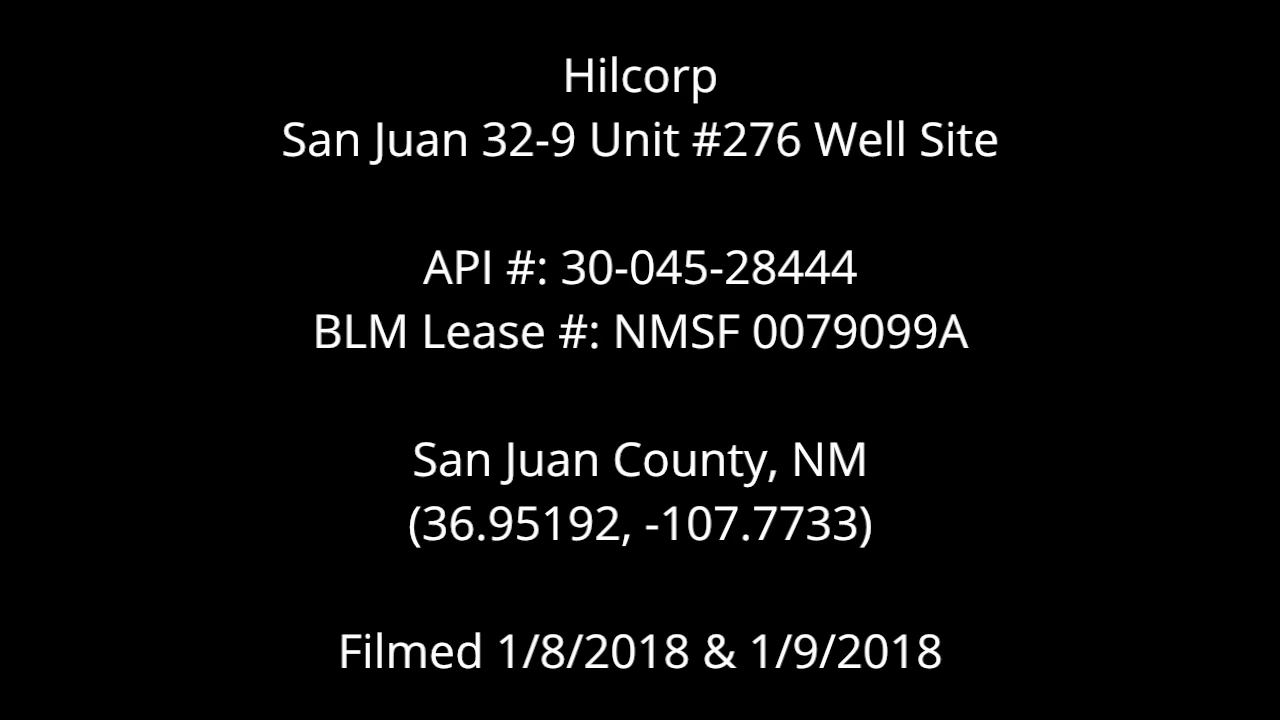 Hilcorp
San Juan 32-9 Unit #276 Well Site
API #: 30-045-28444
BLM Lease #: NMSF 0079099A
San Juan County, NM
(36.95192, -107.7733)
Filmed 1/8/2018 & 1/9/2018